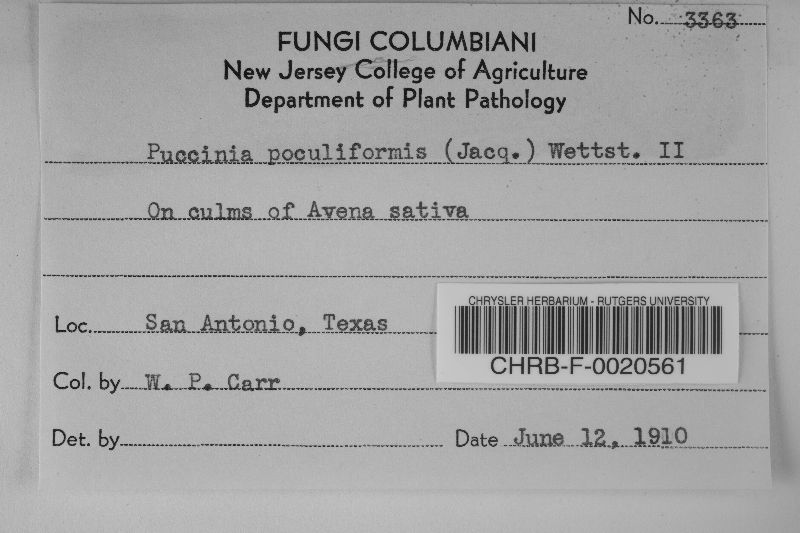 No. 3363
FUNGI COLUMBIANI
New Jersey College of Agriculture
Department of Plant Pathology
Puccinia poculiformis (Jacq.) Wettst. II
On culms of Avena sativa
Loc. San Antonio, Texas
CHRYSLER HERBARIUM - RUTGERS UNIVERSITY
CHRB-F-0020561
Col. by W. P. Carr
Det. by
Date June 12, 1910